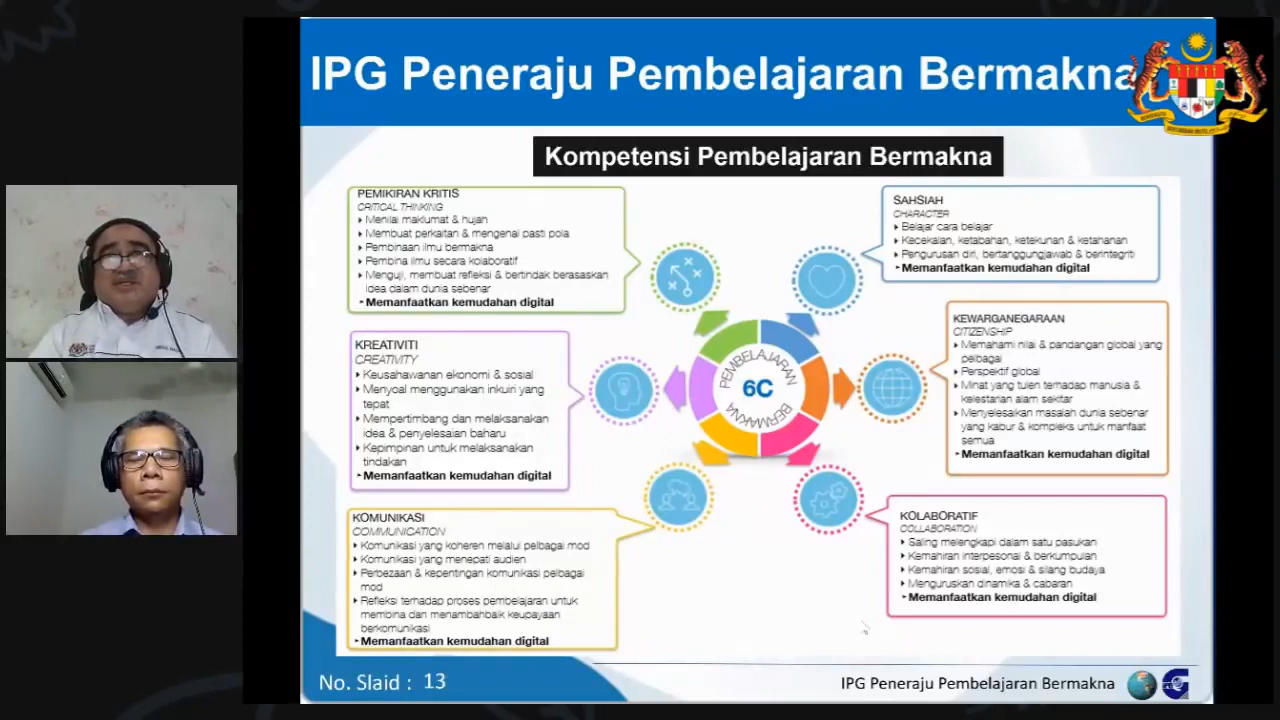 IPG Peneraju Pembelajaran Bermakna
Kompetensi Pembelajaran Bermakna
PEMIKIRAN KRITIS
CRITICAL THINKING
Menilai maklumat & hujah
Membuat perkaitan & mengenal pasti pola
Pembinaan ilmu bermakna
Pembina ilmu secara kolaboratif
Menguji, membuat refleksi & bertindak berasaskan
idea dalam dunia sebenar
Memanfaatkan kemudahan digital
KREATIVITI
CREATIVITY
Keusahawanan ekonomi & sosial
Menyoal menggunakan inkuiri yang
tepat
Mempertimbang dan melaksanakan
idea & penyelesaian baharu
Kepimpinan untuk melaksanakan
tindakan
Memanfaatkan kemudahan digital
KOMUNIKASI
COMMUNICATION
Komunikasi yang koheren melalui pelbagai mod
Komunikasi yang menepati audien
Perbezaan & kepentingan komunikasi pelbagai
mod
Refleksi terhadap proses pembelajaran untuk
membina dan menambahbaik keupayaan
berkomunikasi
Memanfaatkan kemudahan digital
PEMBELAJARAN
6C
BERMAKNA
SAHSIAH
CHARACTER
Belajar cara belajar
Kecekalan, ketabahan, ketekunan & ketahanan
Pengurusan diri, bertanggungjawab & berintegriti
Memanfaatkan kemudahan digital
KEWARGANEGARAAN
CITIZENSHIP
Memahami nilai & pandangan global yang
pelbagai
Perspektif global
Minat yang tulen terhadap manusia &
kelestarian alam sekitar
Menyelesaikan masalah dunia sebenar
yang kabur & kompleks untuk manfaat
semua
Memanfaatkan kemudahan digital
KOLABORATIF
COLLABORATION
Saling melengkapi dalam satu pasukan
Kemahiran interpesonal & berkumpulan
Kemahiran sosial, emosi & silang budaya
Menguruskan dinamika & cabaran
Memanfaatkan kemudahan digital
No. Slaid : 13
IPG Peneraju Pembelajaran Bermakna